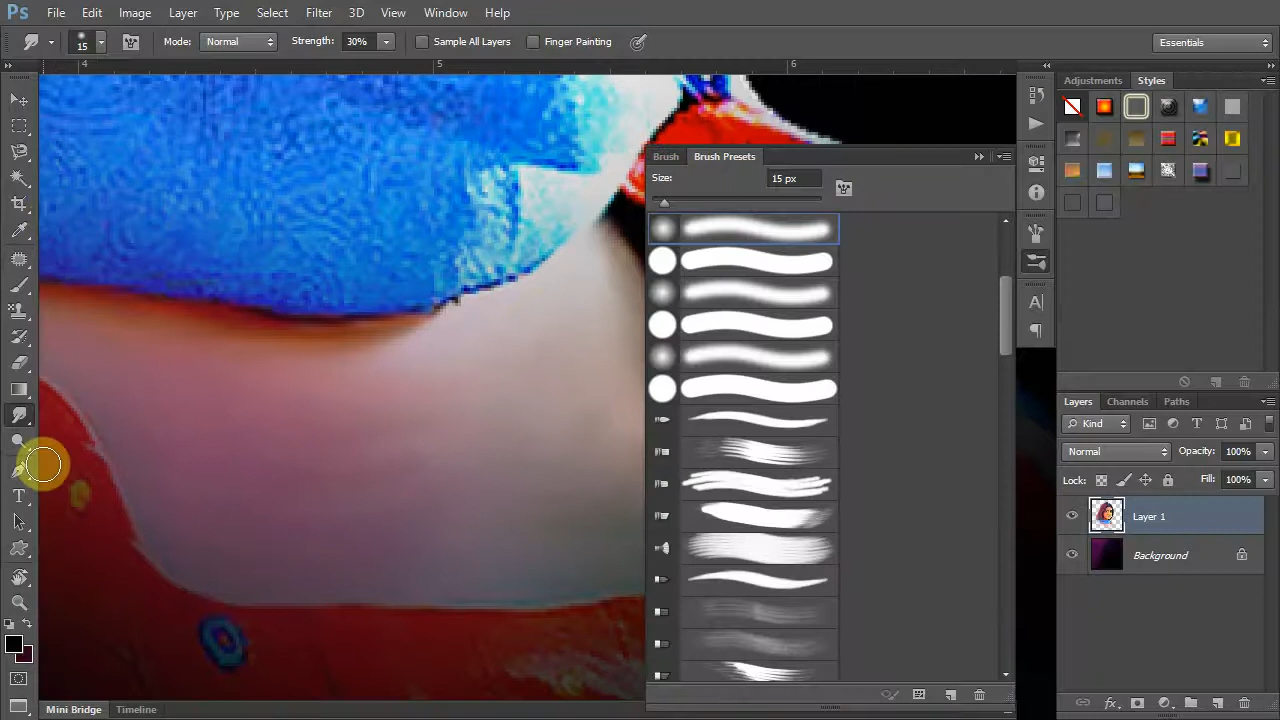 Ps File Edit Image Layer Type Select Filter 3D View Window Help
15 Mode: Normal Strength: 30% Sample All Layers Finger Painting Essentials
4 5 6
Adjustments Styles
Brush Brush Presets
Size: 15 px
Layers Channels Paths
Kind
Normal Opacity: 100%
Lock: Fill: 100%
Layer 1
Background
Mini Bridge Timeline